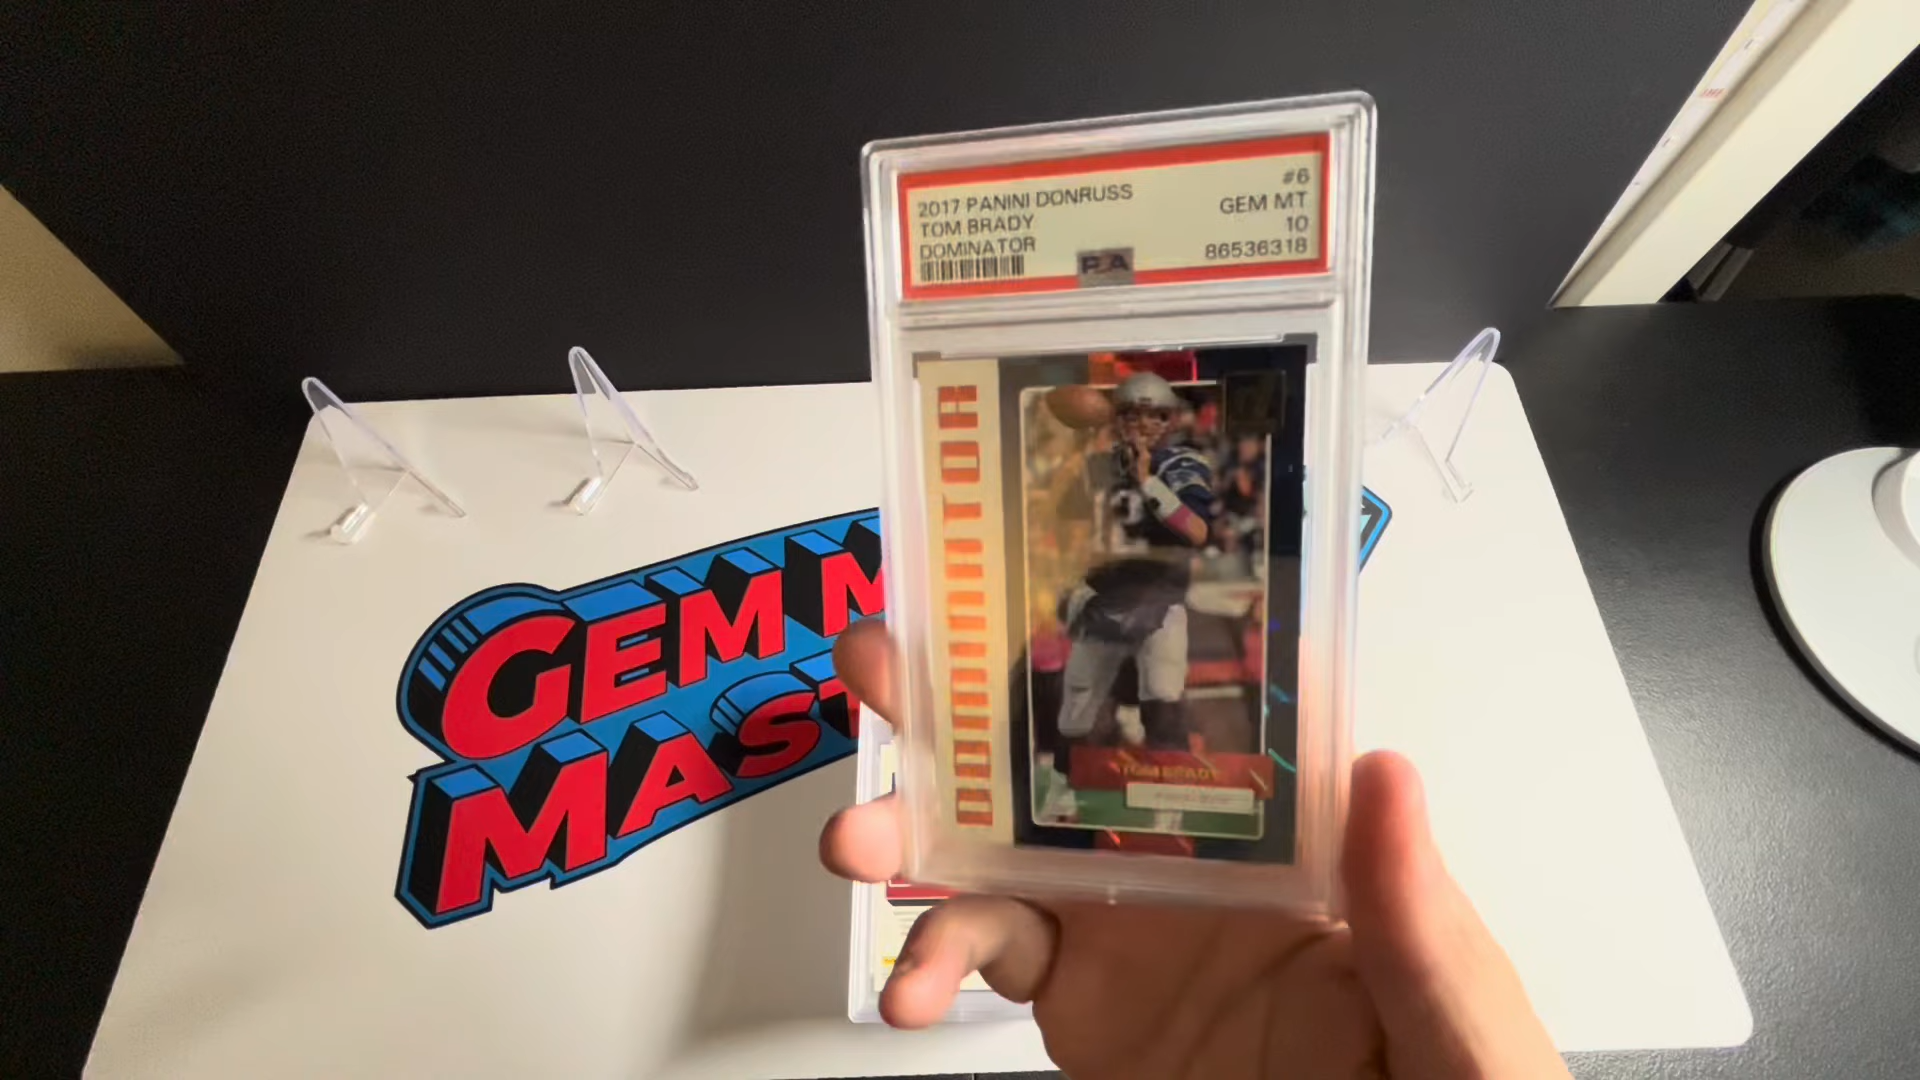 2017 PANINI DONRUSS
#6
TOM BRADY
GEM MT
DOMINATOR
10
86536318
PSA
DOMINATOR
TOM BRADY
GEM M
MAST